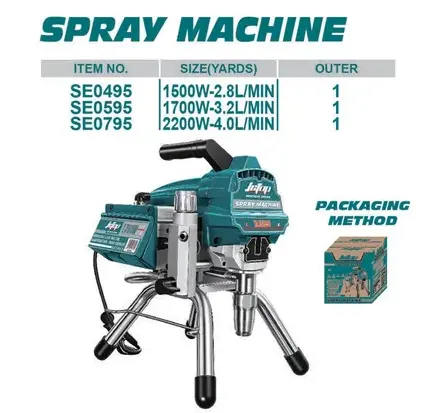 SPRAY MACHINE
ITEM NO. SIZE(YARDS) OUTER
SE0495 1500W-2.8L/MIN 1
SE0595 1700W-3.2L/MIN 1
SE0795 2200W-4.0L/MIN 1
SPRAY MACHINE
PACKAGING
METHOD